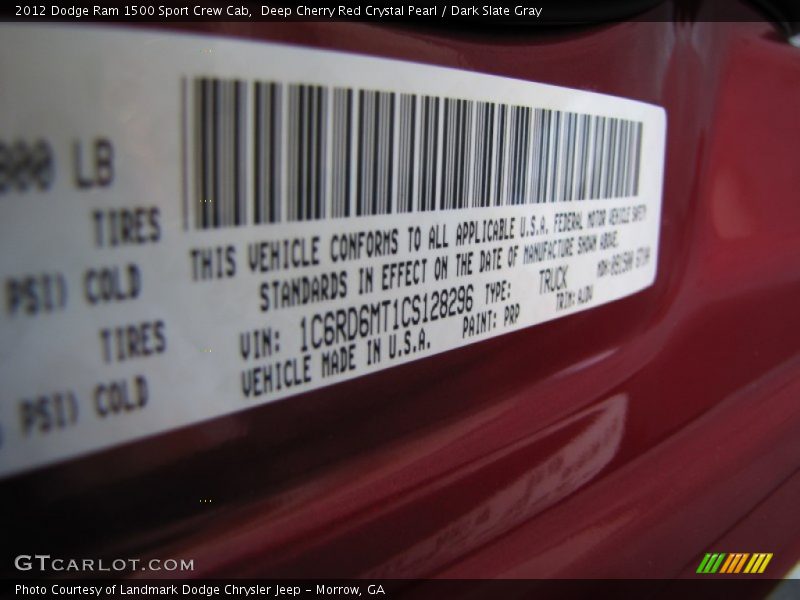 2012 Dodge Ram 1500 Sport Crew Cab,  Deep Cherry Red Crystal Pearl / Dark Slate Gray
LB
TIRES
PSI) COLD
TIRES
PSI) COLD
THIS VEHICLE CONFORMS TO ALL APPLICABLE U.S.A. FEDERAL MOTOR VEHICLE SAFETY
STANDARDS IN EFFECT ON THE DATE OF MANUFACTURE SHOWN ABOVE.
VIN: 1C6RD6MT1CS128296 TYPE: TRUCK
VEHICLE MADE IN U.S.A. PAINT: PRP TRIM:
GTCARLOT.COM
Photo Courtesy of Landmark Dodge Chrysler Jeep - Morrow, GA